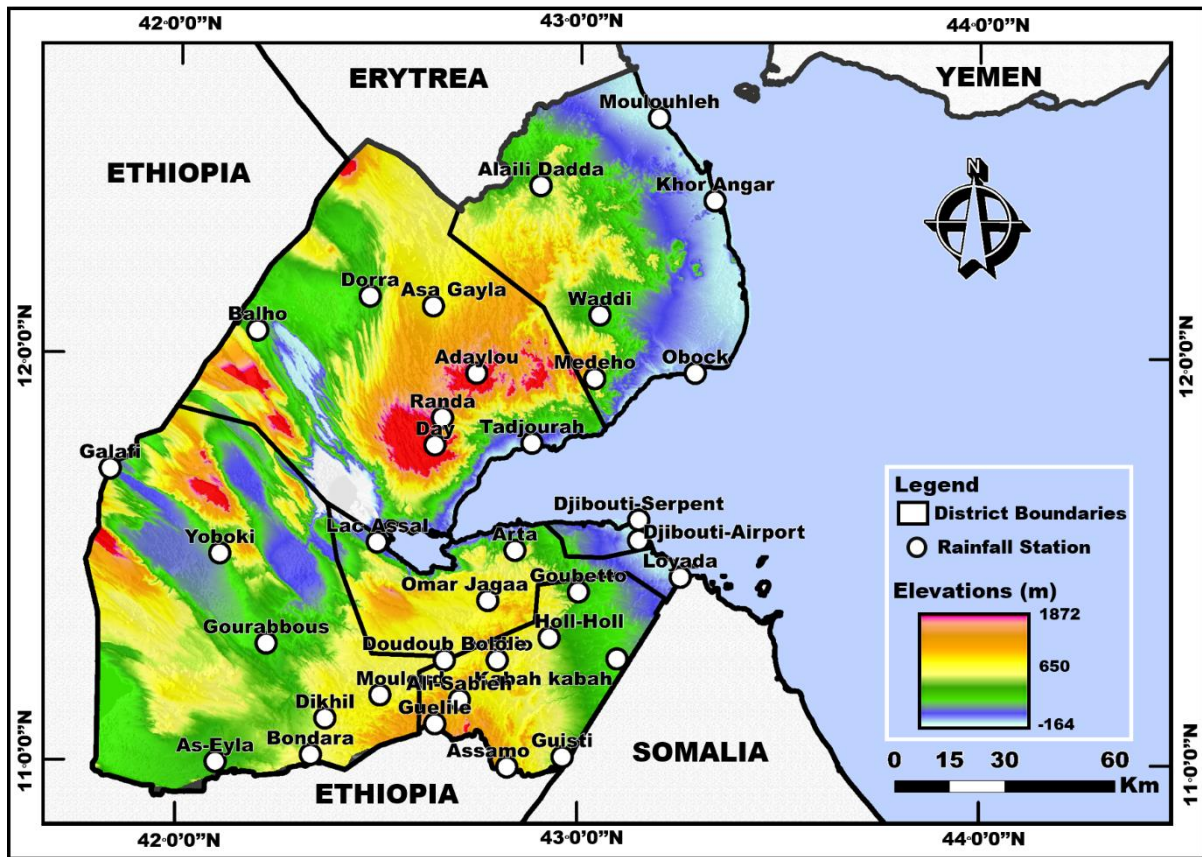 42◦0'0’’N
43◦0'0’’N
44◦0'0’’N
ERYTREA
YEMEN
Moulouhleh
ETHIOPIA
Alaili Dadda
Khor Angar
N
Dorra
Asa Gayla
Waddi
Balho
12◦0'0’’N
12◦0'0’’N
Adaylou
Medeho
Obock
Randa
Day
Tadjourah
Galafi
Legend
District Boundaries
Rainfall Station
Djibouti-Serpent
Djibouti-Airport
Lac Assal
Yoboki
Arta
Loyada
Goubetto
Omar Jagaa
Elevations (m)
1872
650
-164
Gourabbous
Holl-Holl
Doudoub Bolole
Kabah kabah
Mouloud
Ali-Sabieh
Dikhil
Guelile
As-Eyla
Bondara
Assamo
Guisti
SOMALIA
0 15 30 60
Km
11◦0'0’’N
11◦0'0’’N
ETHIOPIA
42◦0'0’’N
43◦0'0’’N
44◦0'0’’N